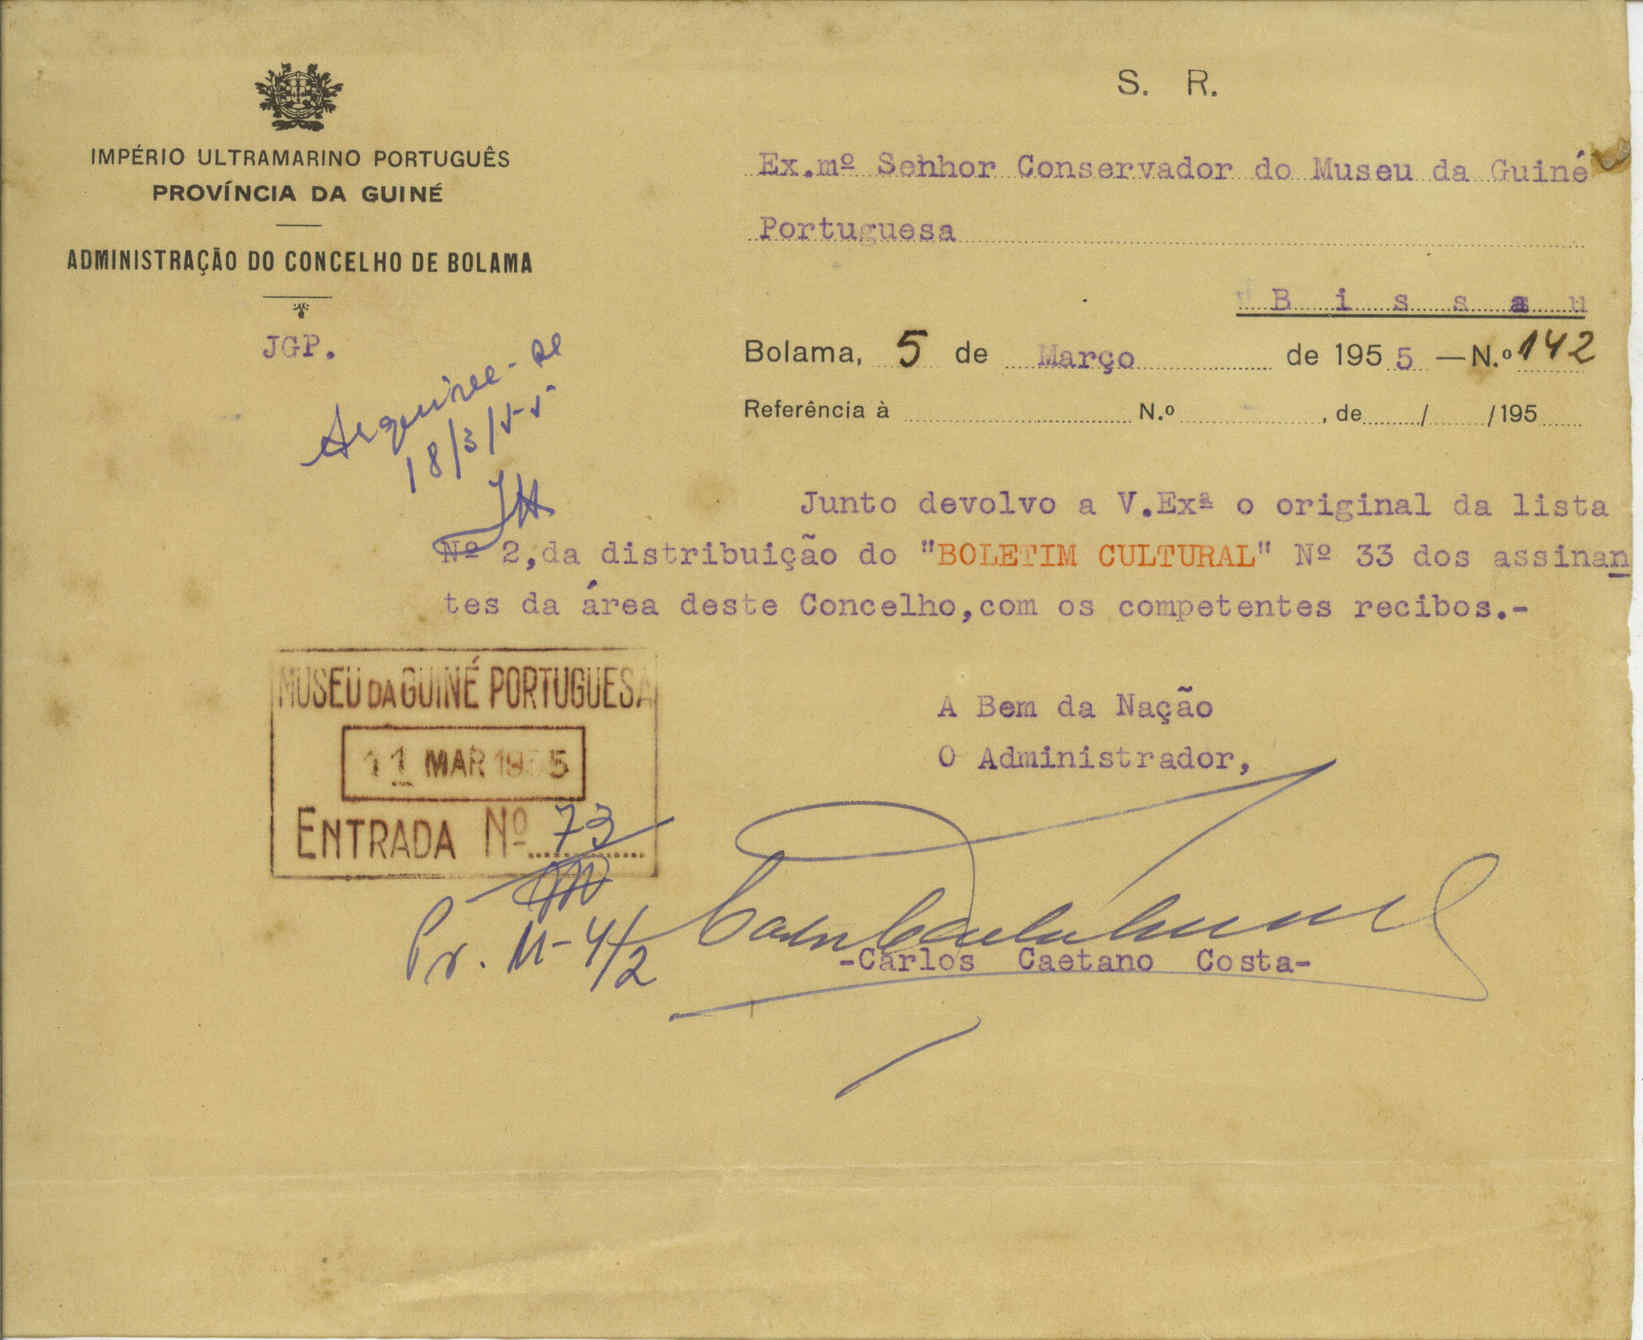 S. R.
IMPÉRIO ULTRAMARINO PORTUGUÊS
PROVÍNCIA DA GUINÉ
ADMINISTRAÇÃO DO CONCELHO DE BOLAMA
JGP.
Ex.mº Senhor Conservador do Museu da Guiné
Portuguesa
B i s s a u
Bolama, 5 de Março de 1955 — N.º 142
Referência à N.º , de / /195
Arquive-se
18/3/55
Junto devolvo a V.Exª o original da lista
Nº 2,da distribuição do "BOLETIM CULTURAL" Nº 33 dos assinan
tes da área deste Concelho,com os competentes recibos.-
A Bem da Nação
O Administrador,
-Carlos Caetano Costa-
MUSEU DA GUINÉ PORTUGUESA
11 MAR 1955
ENTRADA Nº 73
Pr. M-4/2